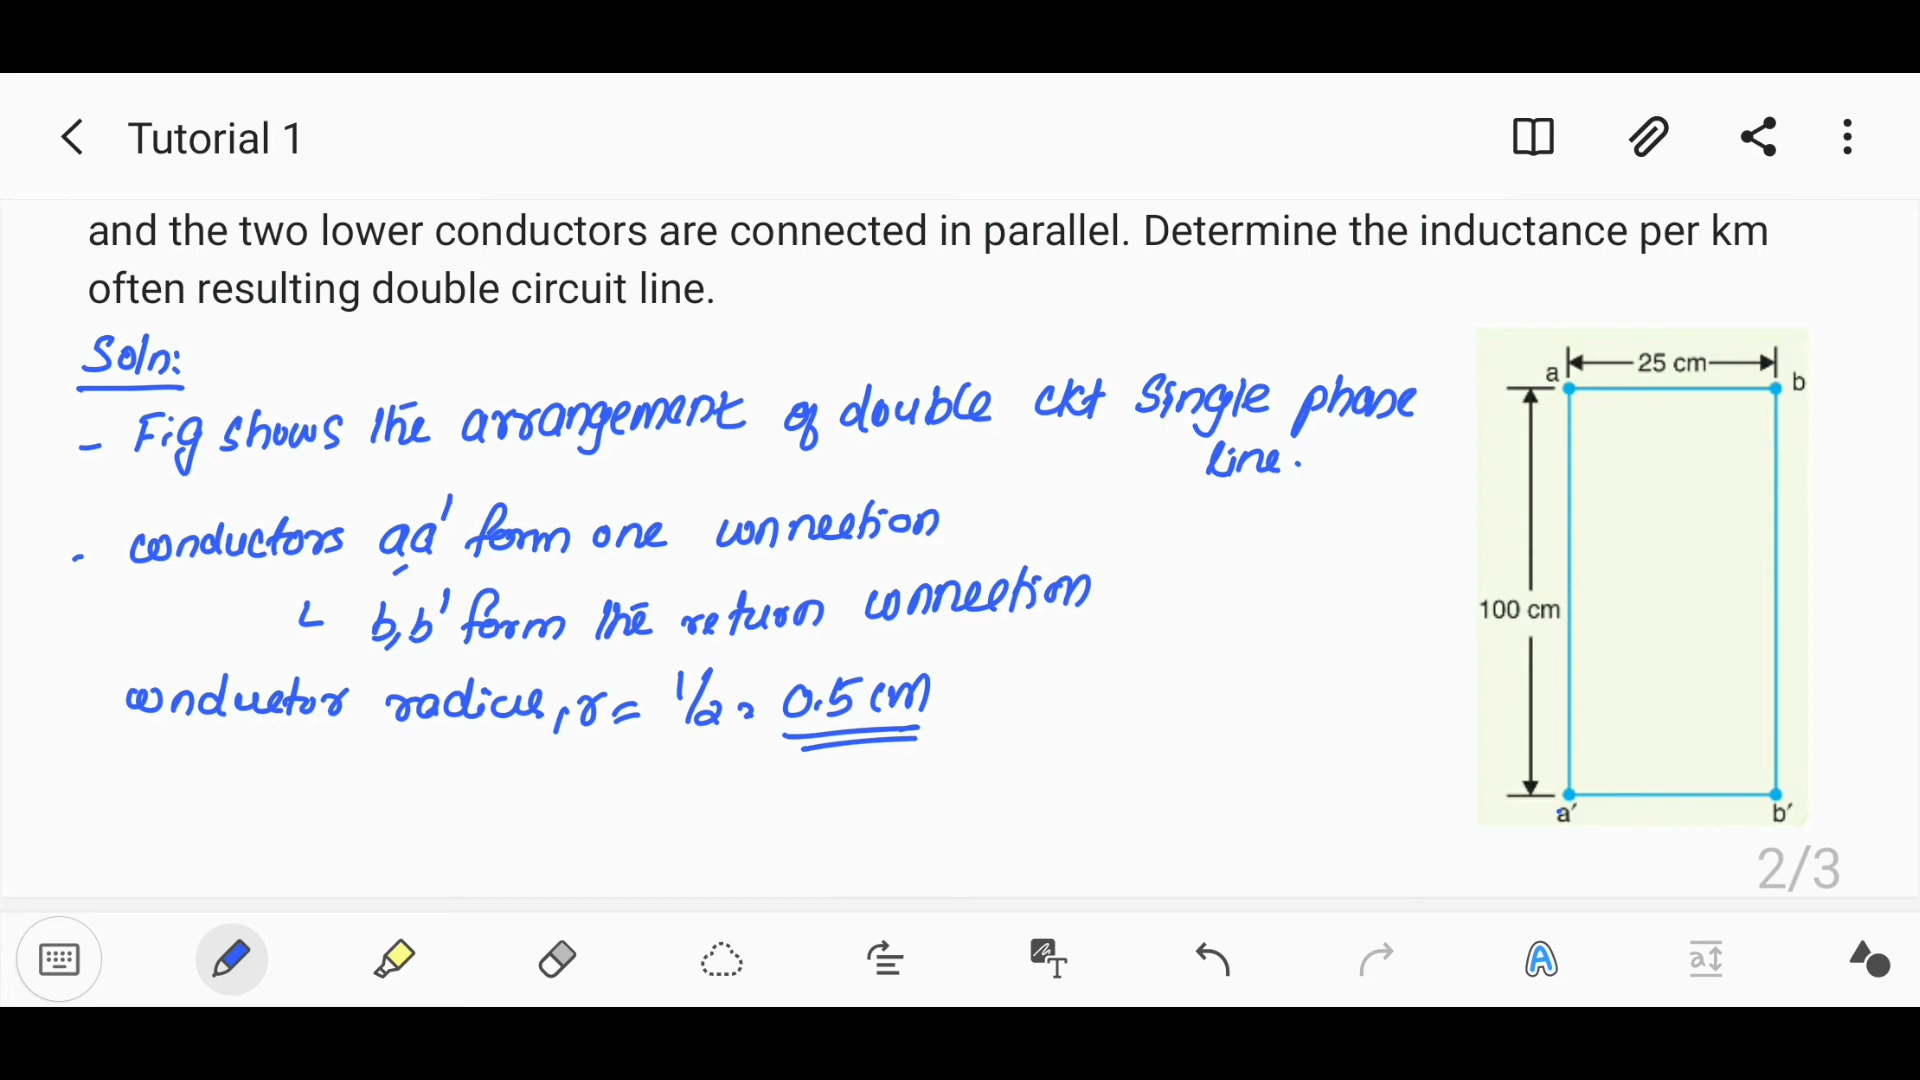 Tutorial 1
and the two lower conductors are connected in parallel. Determine the inductance per km
often resulting double circuit line.
Soln:
- Fig shows the arrangement of double ckt single phase
line.
. conductors aa' form one connection
b,b' form the return connection
conductor radius, r = 1/2 = 0.5 cm
25 cm
a
b
100 cm
a′
b′
2/3